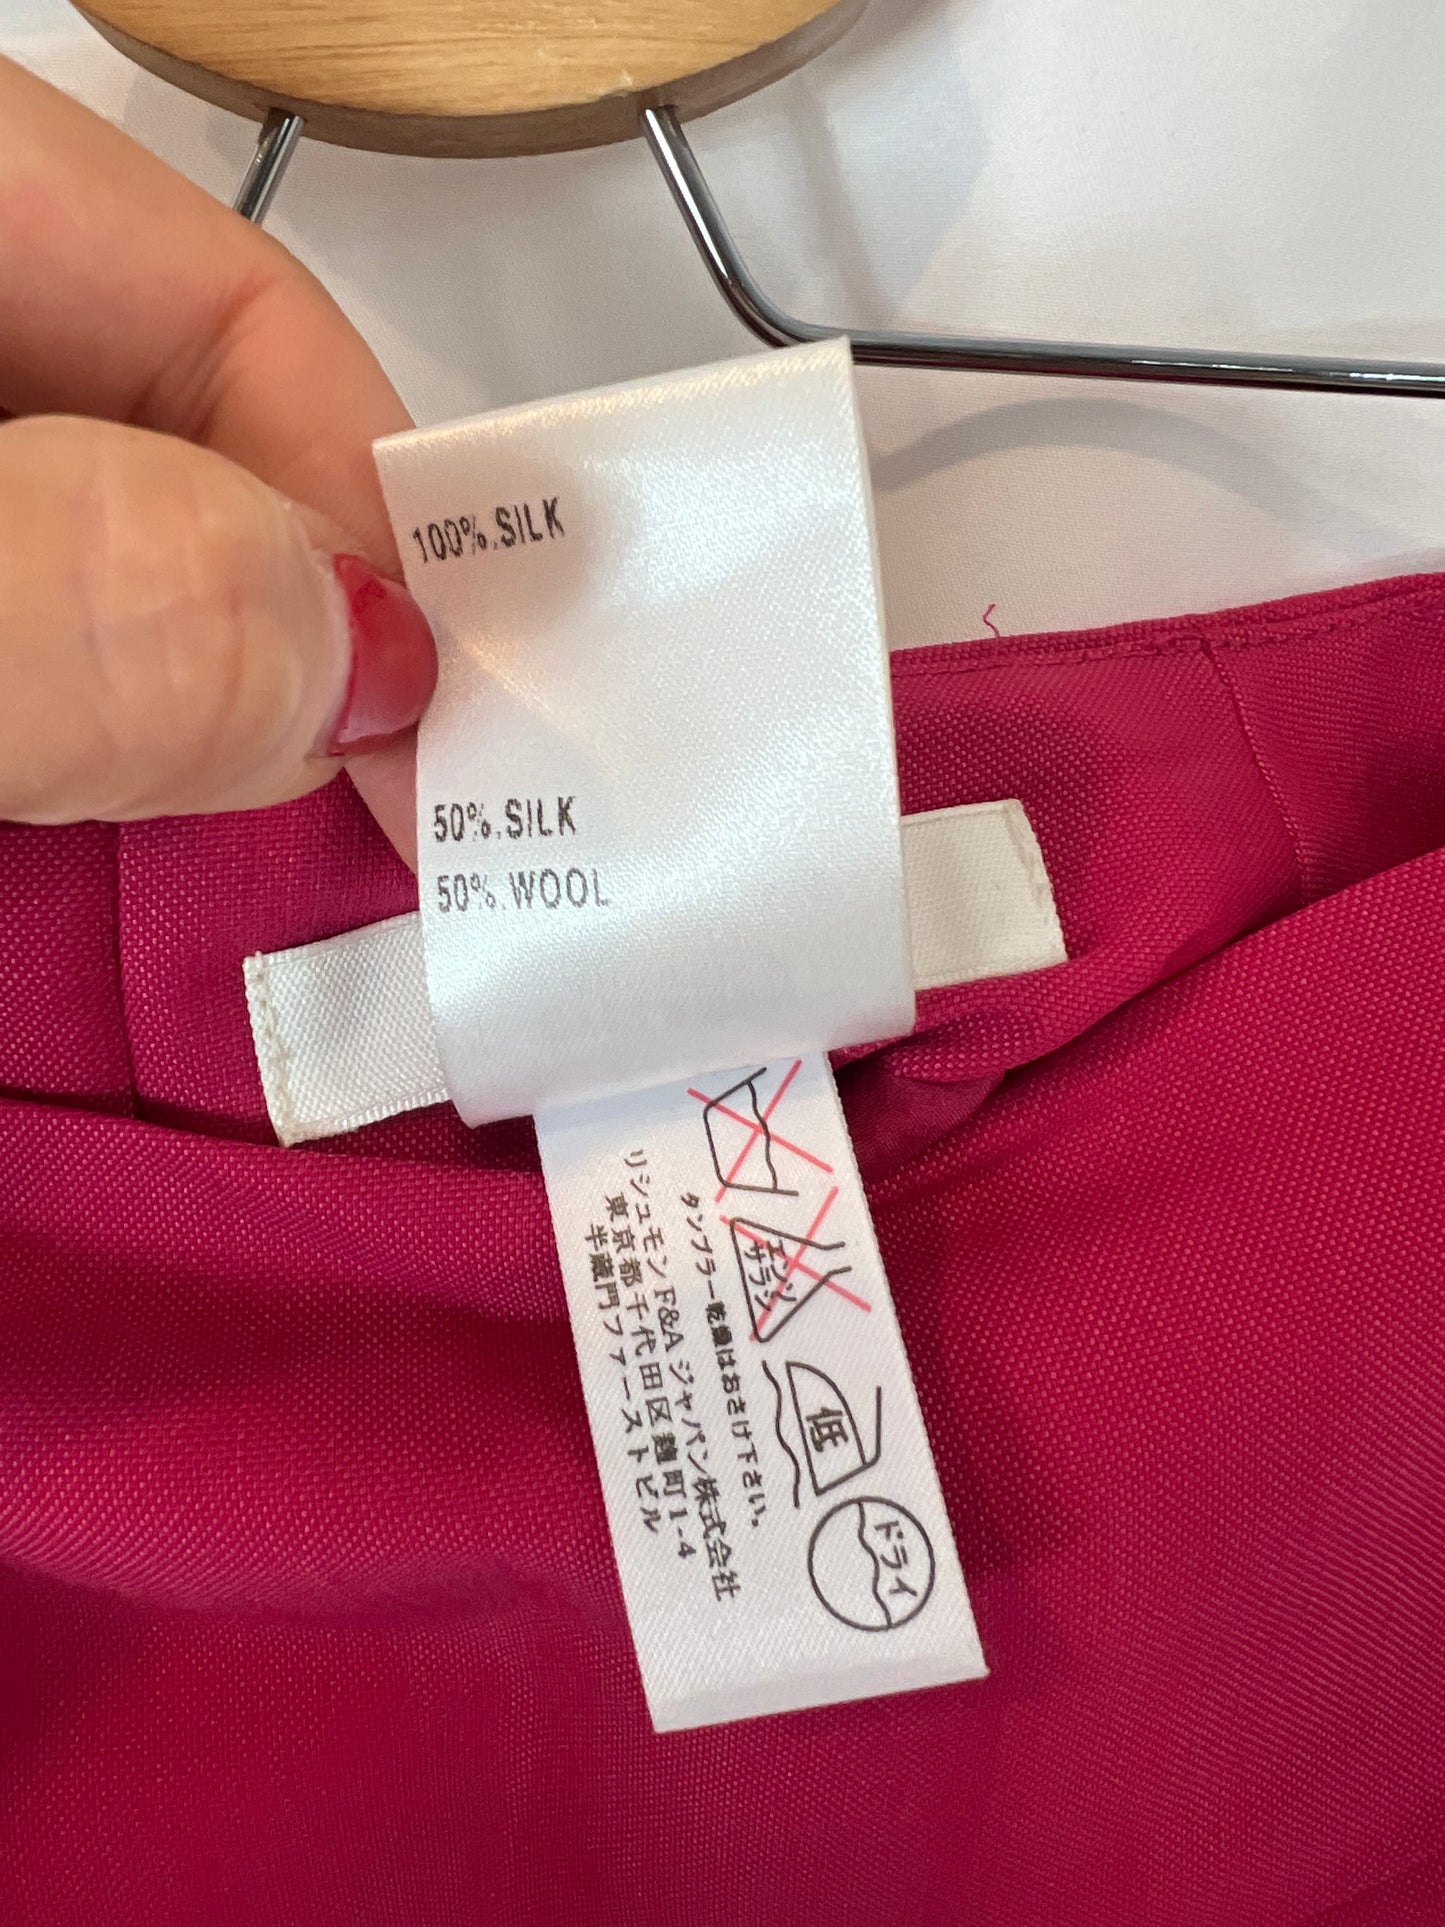 100%.SILK
50%.SILK
50%.WOOL
エンソ
サラシ
低
ドライ
タンブラー乾燥はおさけ下さい。
リシュモンF&Aジャパン株式会社
東京都千代田区麹町1-4
半蔵門ファーストビル